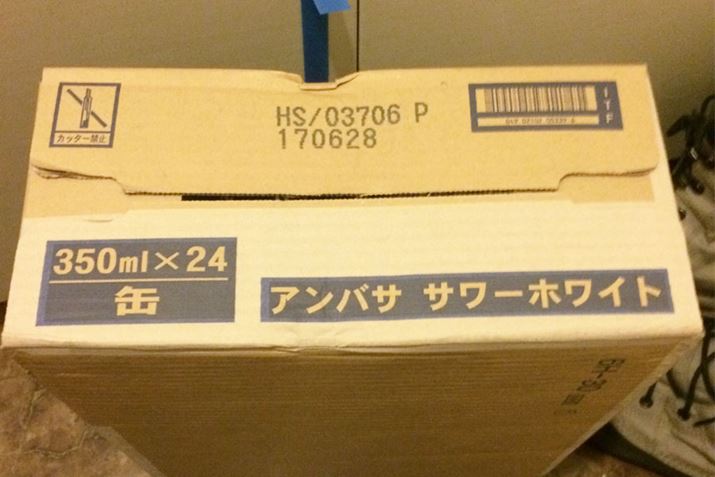 カッター禁止
HS/03706 P
170628
ITF
350ml×24
缶
アンバサ サワーホワイト